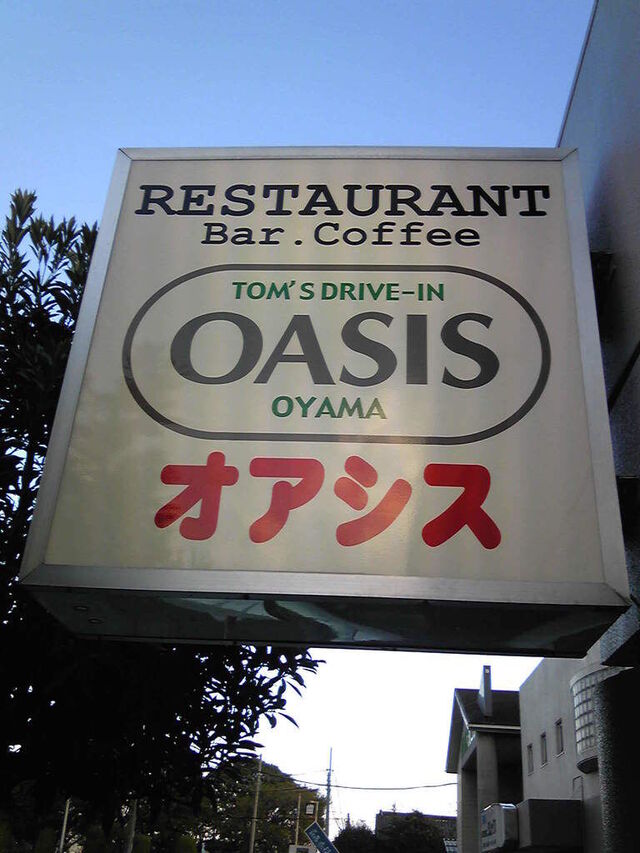 RESTAURANT
Bar.Coffee
TOM'S DRIVE-IN
OASIS
OYAMA
オアシス